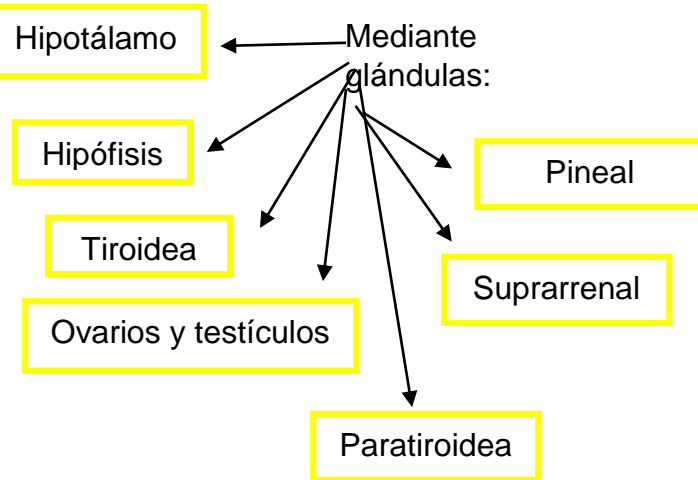 Hipotálamo
Mediante
glándulas:
Hipófisis
Pineal
Tiroidea
Suprarrenal
Ovarios y testículos
Paratiroidea